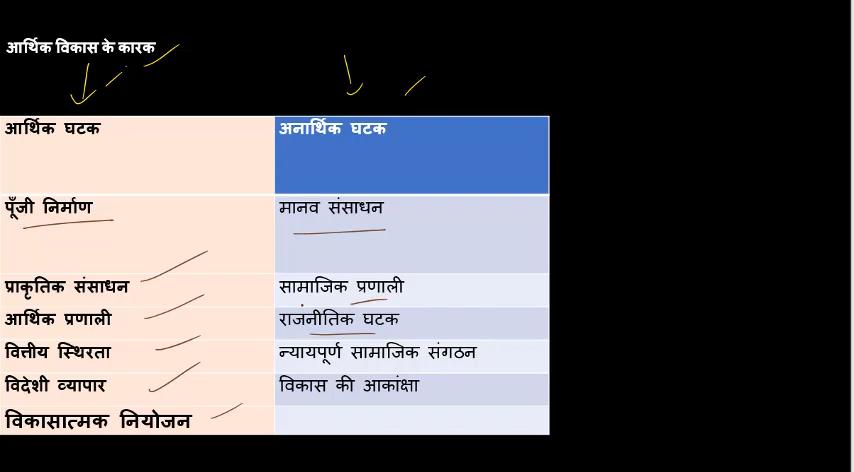 आर्थिक विकास के कारक
आर्थिक घटक अनार्थिक घटक
पूँजी निर्माण मानव संसाधन
प्राकृतिक संसाधन सामाजिक प्रणाली
आर्थिक प्रणाली राजनीतिक घटक
वित्तीय स्थिरता न्यायपूर्ण सामाजिक संगठन
विदेशी व्यापार विकास की आकांक्षा
विकासात्मक नियोजन